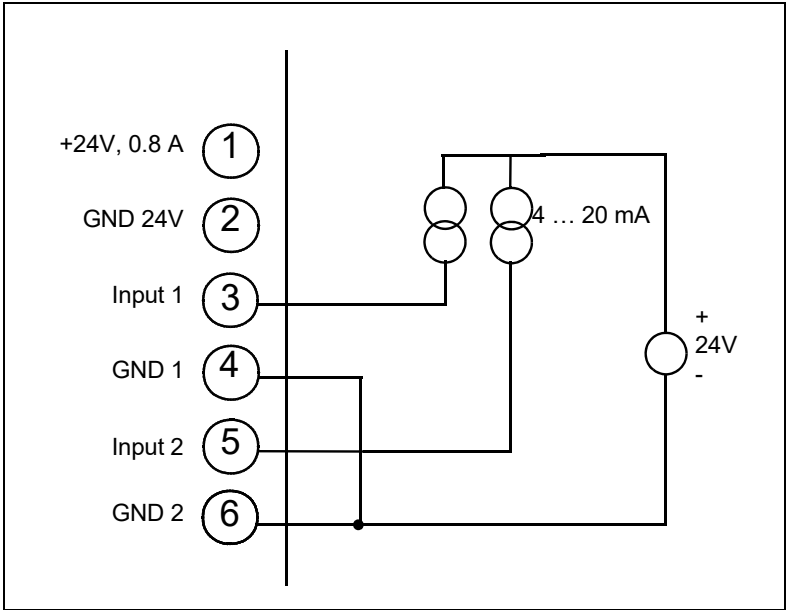 +24V, 0.8 A 1
GND 24V 2
Input 1 3
GND 1 4
Input 2 5
GND 2 6
4 … 20 mA
+
24V
-